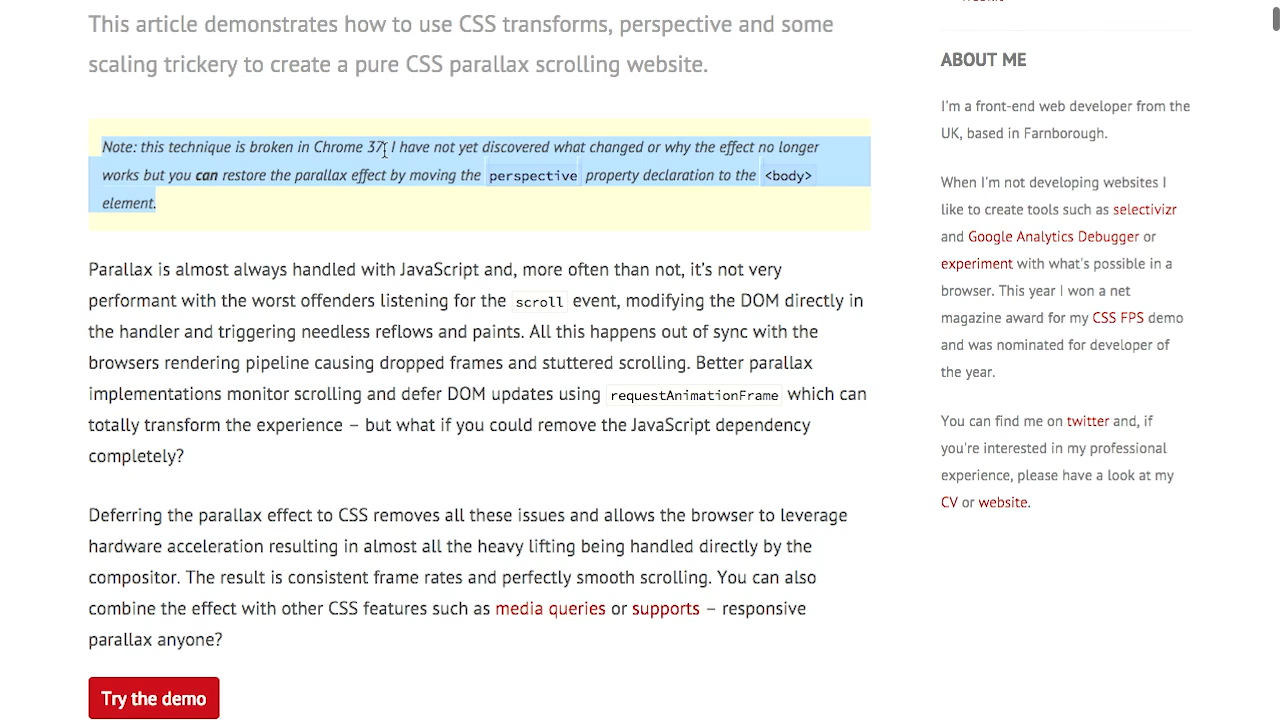 This article demonstrates how to use CSS transforms, perspective and some
scaling trickery to create a pure CSS parallax scrolling website.
Note: this technique is broken in Chrome 37. I have not yet discovered what changed or why the effect no longer
works but you can restore the parallax effect by moving the perspective property declaration to the <body>
element.
Parallax is almost always handled with JavaScript and, more often than not, it's not very
performant with the worst offenders listening for the scroll event, modifying the DOM directly in
the handler and triggering needless reflows and paints. All this happens out of sync with the
browsers rendering pipeline causing dropped frames and stuttered scrolling. Better parallax
implementations monitor scrolling and defer DOM updates using requestAnimationFrame which can
totally transform the experience – but what if you could remove the JavaScript dependency
completely?
Deferring the parallax effect to CSS removes all these issues and allows the browser to leverage
hardware acceleration resulting in almost all the heavy lifting being handled directly by the
compositor. The result is consistent frame rates and perfectly smooth scrolling. You can also
combine the effect with other CSS features such as media queries or supports – responsive
parallax anyone?
Try the demo
ABOUT ME
I'm a front-end web developer from the
UK, based in Farnborough.
When I'm not developing websites I
like to create tools such as selectivizr
and Google Analytics Debugger or
experiment with what's possible in a
browser. This year I won a net
magazine award for my CSS FPS demo
and was nominated for developer of
the year.
You can find me on twitter and, if
you're interested in my professional
experience, please have a look at my
CV or website.